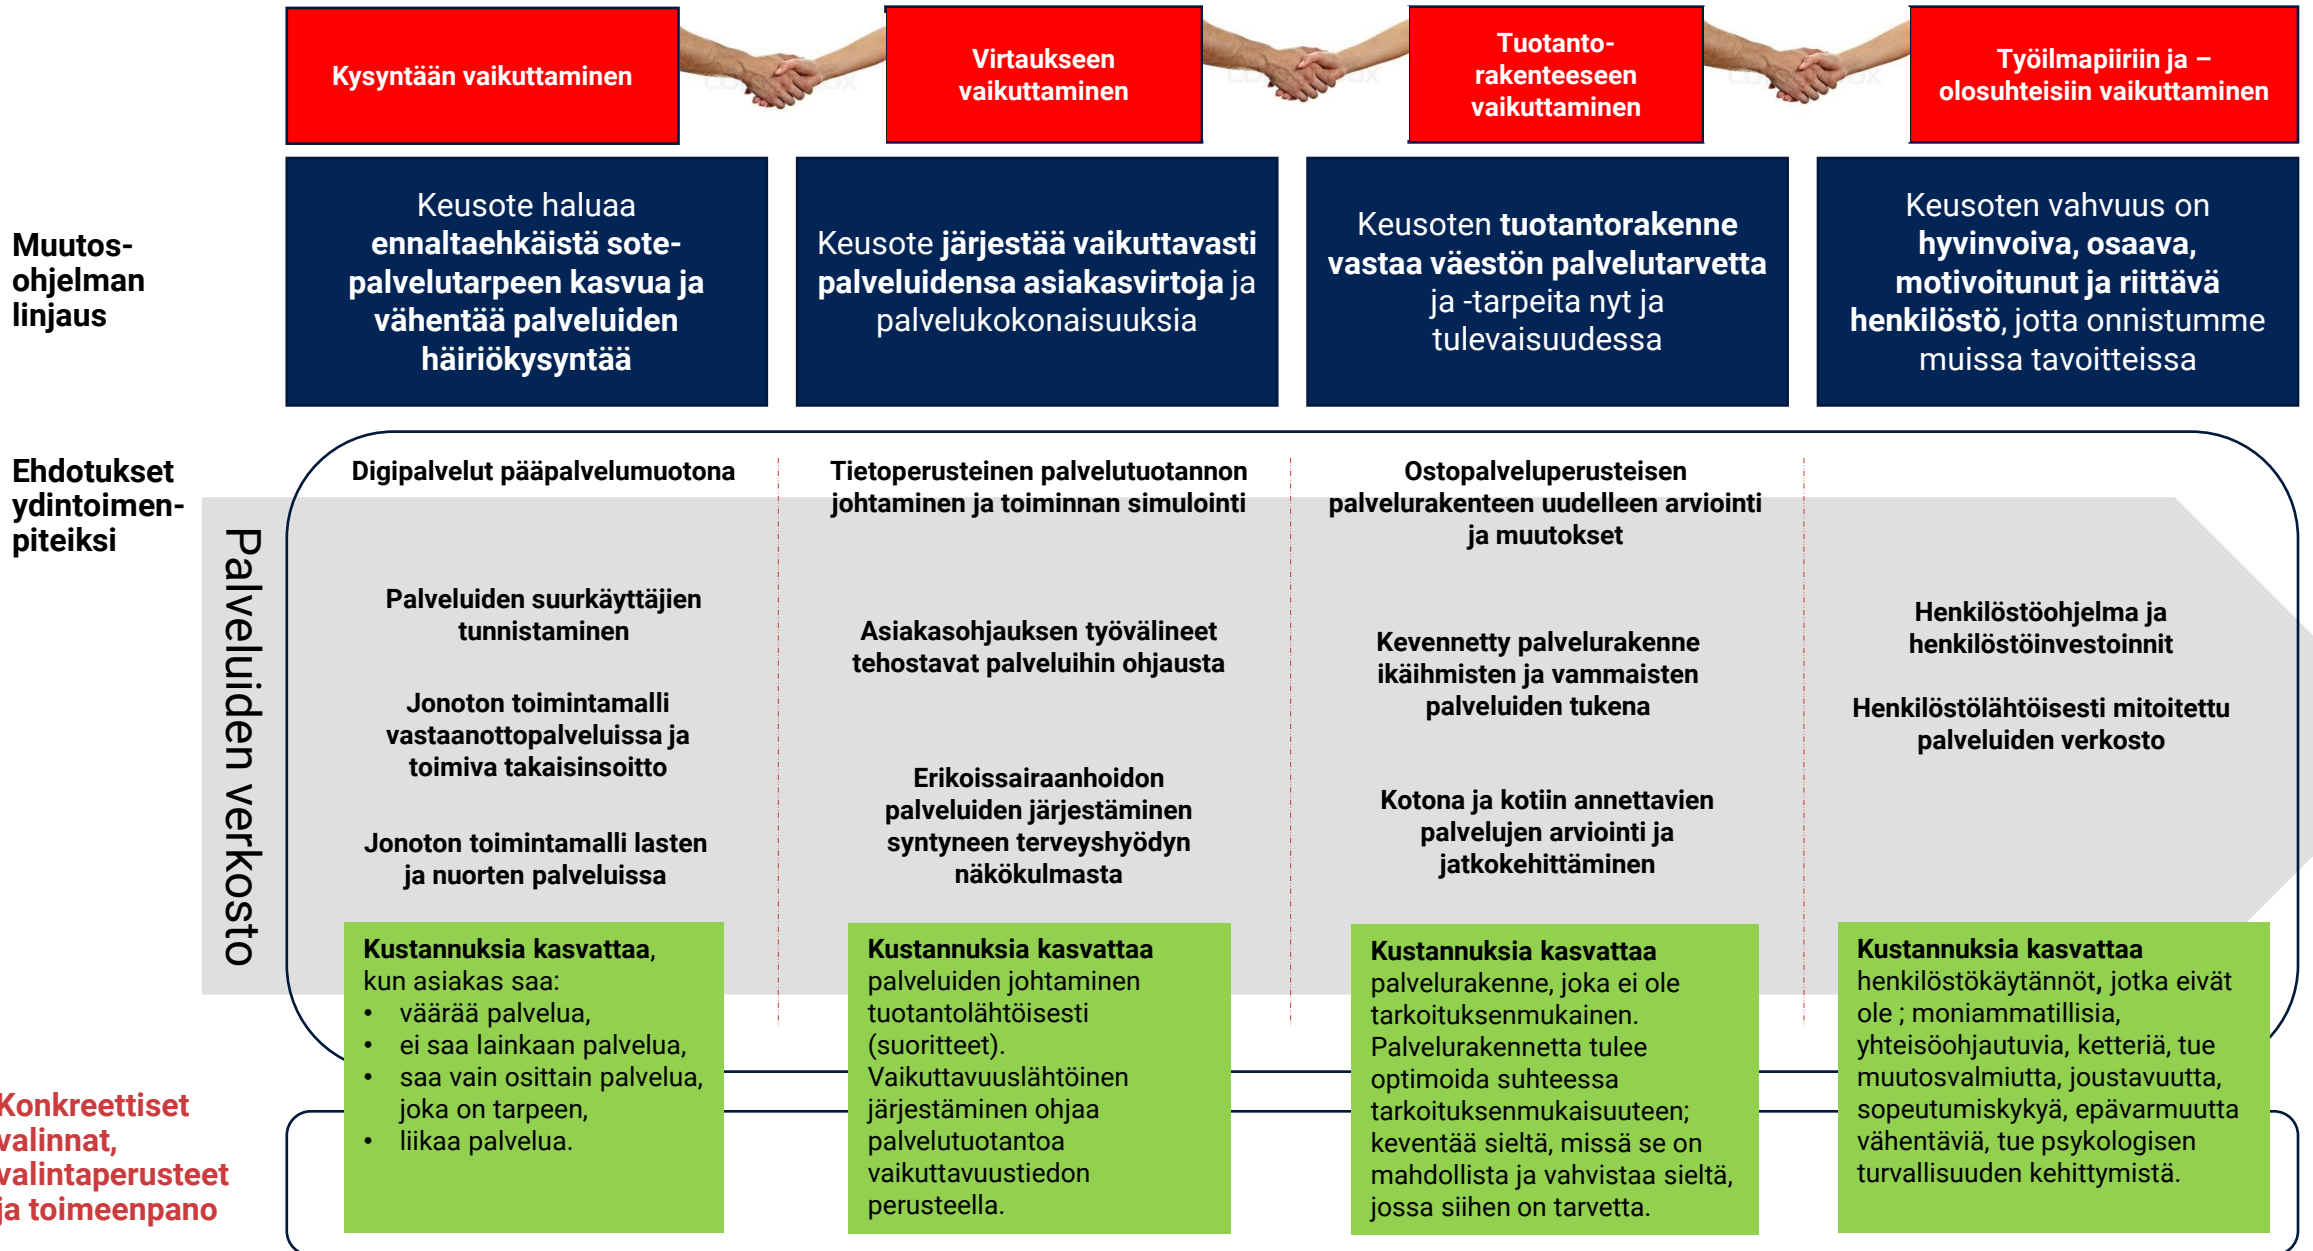 Kysyntään vaikuttaminen
Virtaukseen
vaikuttaminen
Tuotanto-
rakenteeseen
vaikuttaminen
Työilmapiiriin ja –
olosuhteisiin vaikuttaminen
Muutos-
ohjelman
linjaus
Keusote haluaa
ennaltaehkäistä sote-
palvelutarpeen kasvua ja
vähentää palveluiden
häiriökysyntää
Keusote järjestää vaikuttavasti
palveluidensa asiakasvirtoja ja
palvelukokonaisuuksia
Keusoten tuotantorakenne
vastaa väestön palvelutarvetta
ja -tarpeita nyt ja
tulevaisuudessa
Keusoten vahvuus on
hyvinvoiva, osaava,
motivoitunut ja riittävä
henkilöstö, jotta onnistumme
muissa tavoitteissa
Ehdotukset
ydintoimen-
piteiksi
Palveluiden verkosto
Digipalvelut pääpalvelumuotona
Palveluiden suurkäyttäjien
tunnistaminen
Jonoton toimintamalli
vastaanottopalveluissa ja
toimiva takaisinsoitto
Jonoton toimintamalli lasten
ja nuorten palveluissa
Tietoperusteinen palvelutuotannon
johtaminen ja toiminnan simulointi
Asiakasohjauksen työvälineet
tehostavat palveluihin ohjausta
Erikoissairaanhoidon
palveluiden järjestäminen
syntyneen terveyshyödyn
näkökulmasta
Ostopalveluperusteisen
palvelurakenteen uudelleen arviointi
ja muutokset
Kevennetty palvelurakenne
ikäihmisten ja vammaisten
palveluiden tukena
Kotona ja kotiin annettavien
palvelujen arviointi ja
jatkokehittäminen
Henkilöstöohjelma ja
henkilöstöinvestoinnit
Henkilöstölähtöisesti mitoitettu
palveluiden verkosto
Konkreettiset
valinnat,
valintaperusteet
ja toimeenpano
Kustannuksia kasvattaa,
kun asiakas saa:
• väärää palvelua,
• ei saa lainkaan palvelua,
• saa vain osittain palvelua,
joka on tarpeen,
• liikaa palvelua.
Kustannuksia kasvattaa
palveluiden johtaminen
tuotantolähtöisesti
(suoritteet).
Vaikuttavuuslähtöinen
järjestäminen ohjaa
palvelutuotantoa
vaikuttavuustiedon
perusteella.
Kustannuksia kasvattaa
palvelurakenne, joka ei ole
tarkoituksenmukainen.
Palvelurakennetta tulee
optimoida suhteessa
tarkoituksenmukaisuuteen;
keventää sieltä, missä se on
mahdollista ja vahvistaa sieltä,
jossa siihen on tarvetta.
Kustannuksia kasvattaa
henkilöstökäytännöt, jotka eivät
ole ; moniammatillisia,
yhteisöohjautuvia, ketteriä, tue
muutosvalmiutta, joustavuutta,
sopeutumiskykyä, epävarmuutta
vähentäviä, tue psykologisen
turvallisuuden kehittymistä.